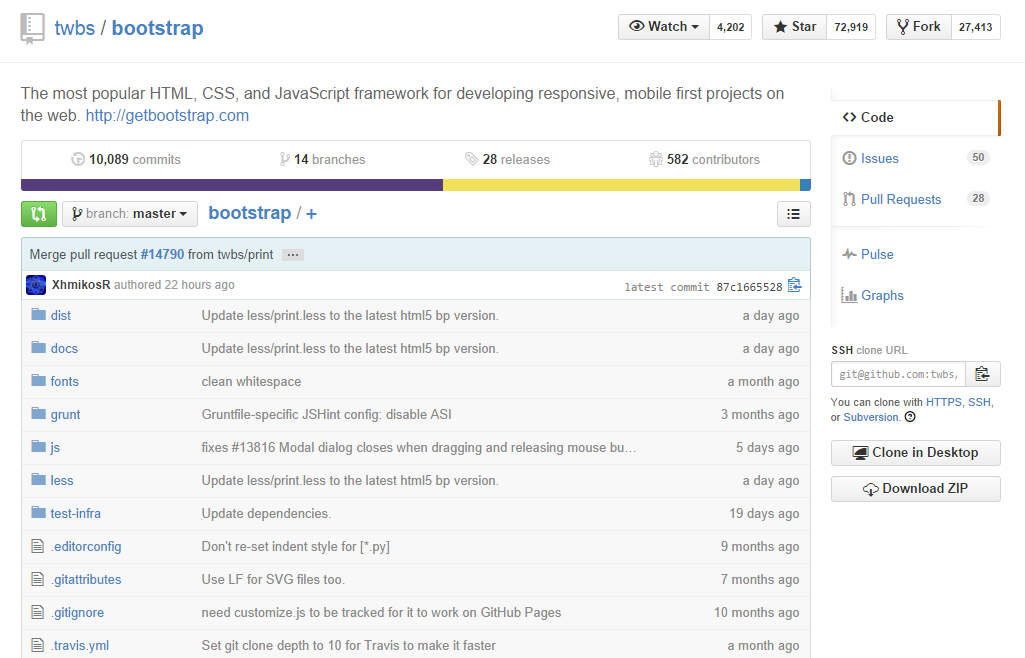 twbs / bootstrap
Watch 4,202 Star 72,919 Fork 27,413
The most popular HTML, CSS, and JavaScript framework for developing responsive, mobile first projects on
the web. http://getbootstrap.com
10,089 commits 14 branches 28 releases 582 contributors
branch: master bootstrap / +
Merge pull request #14790 from twbs/print ...
XhmikosR authored 22 hours ago latest commit 87c1665528
dist Update less/print.less to the latest html5 bp version. a day ago
docs Update less/print.less to the latest html5 bp version. a day ago
fonts clean whitespace a month ago
grunt Gruntfile-specific JSHint config: disable ASI 3 months ago
js fixes #13816 Modal dialog closes when dragging and releasing mouse bu… 5 days ago
less Update less/print.less to the latest html5 bp version. a day ago
test-infra Update dependencies. 19 days ago
.editorconfig Don't re-set indent style for [*.py] 9 months ago
.gitattributes Use LF for SVG files too. 7 months ago
.gitignore need customize.js to be tracked for it to work on GitHub Pages 10 months ago
.travis.yml Set git clone depth to 10 for Travis to make it faster a month ago
Code
Issues 50
Pull Requests 28
Pulse
Graphs
SSH clone URL
git@github.com:twbs/
You can clone with HTTPS, SSH,
or Subversion.
Clone in Desktop
Download ZIP